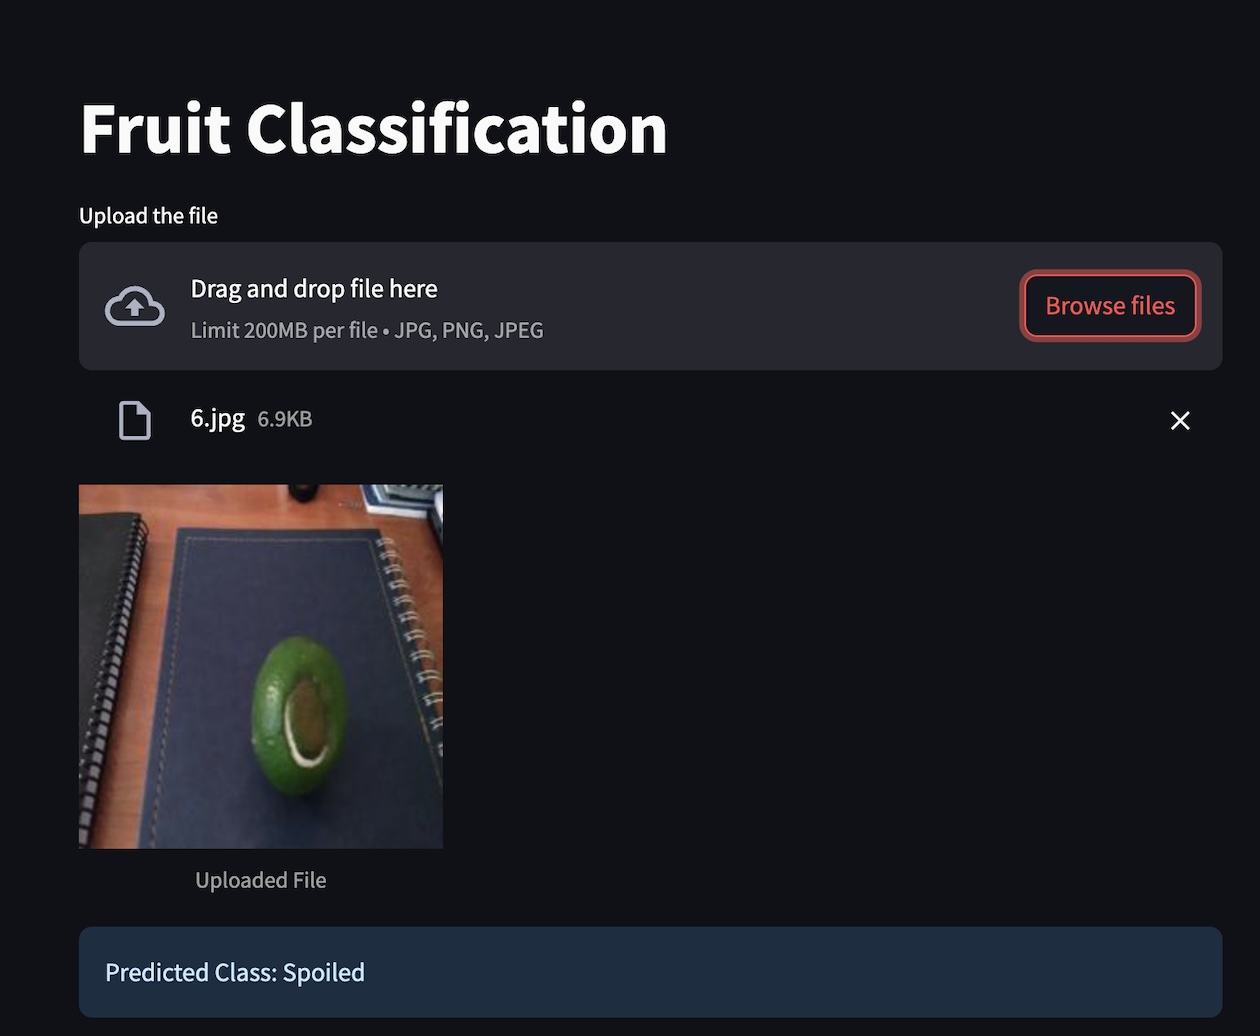 Fruit Classification
Upload the file
Drag and drop file here
Limit 200MB per file • JPG, PNG, JPEG
Browse files
6.jpg 6.9KB
Uploaded File
Predicted Class: Spoiled